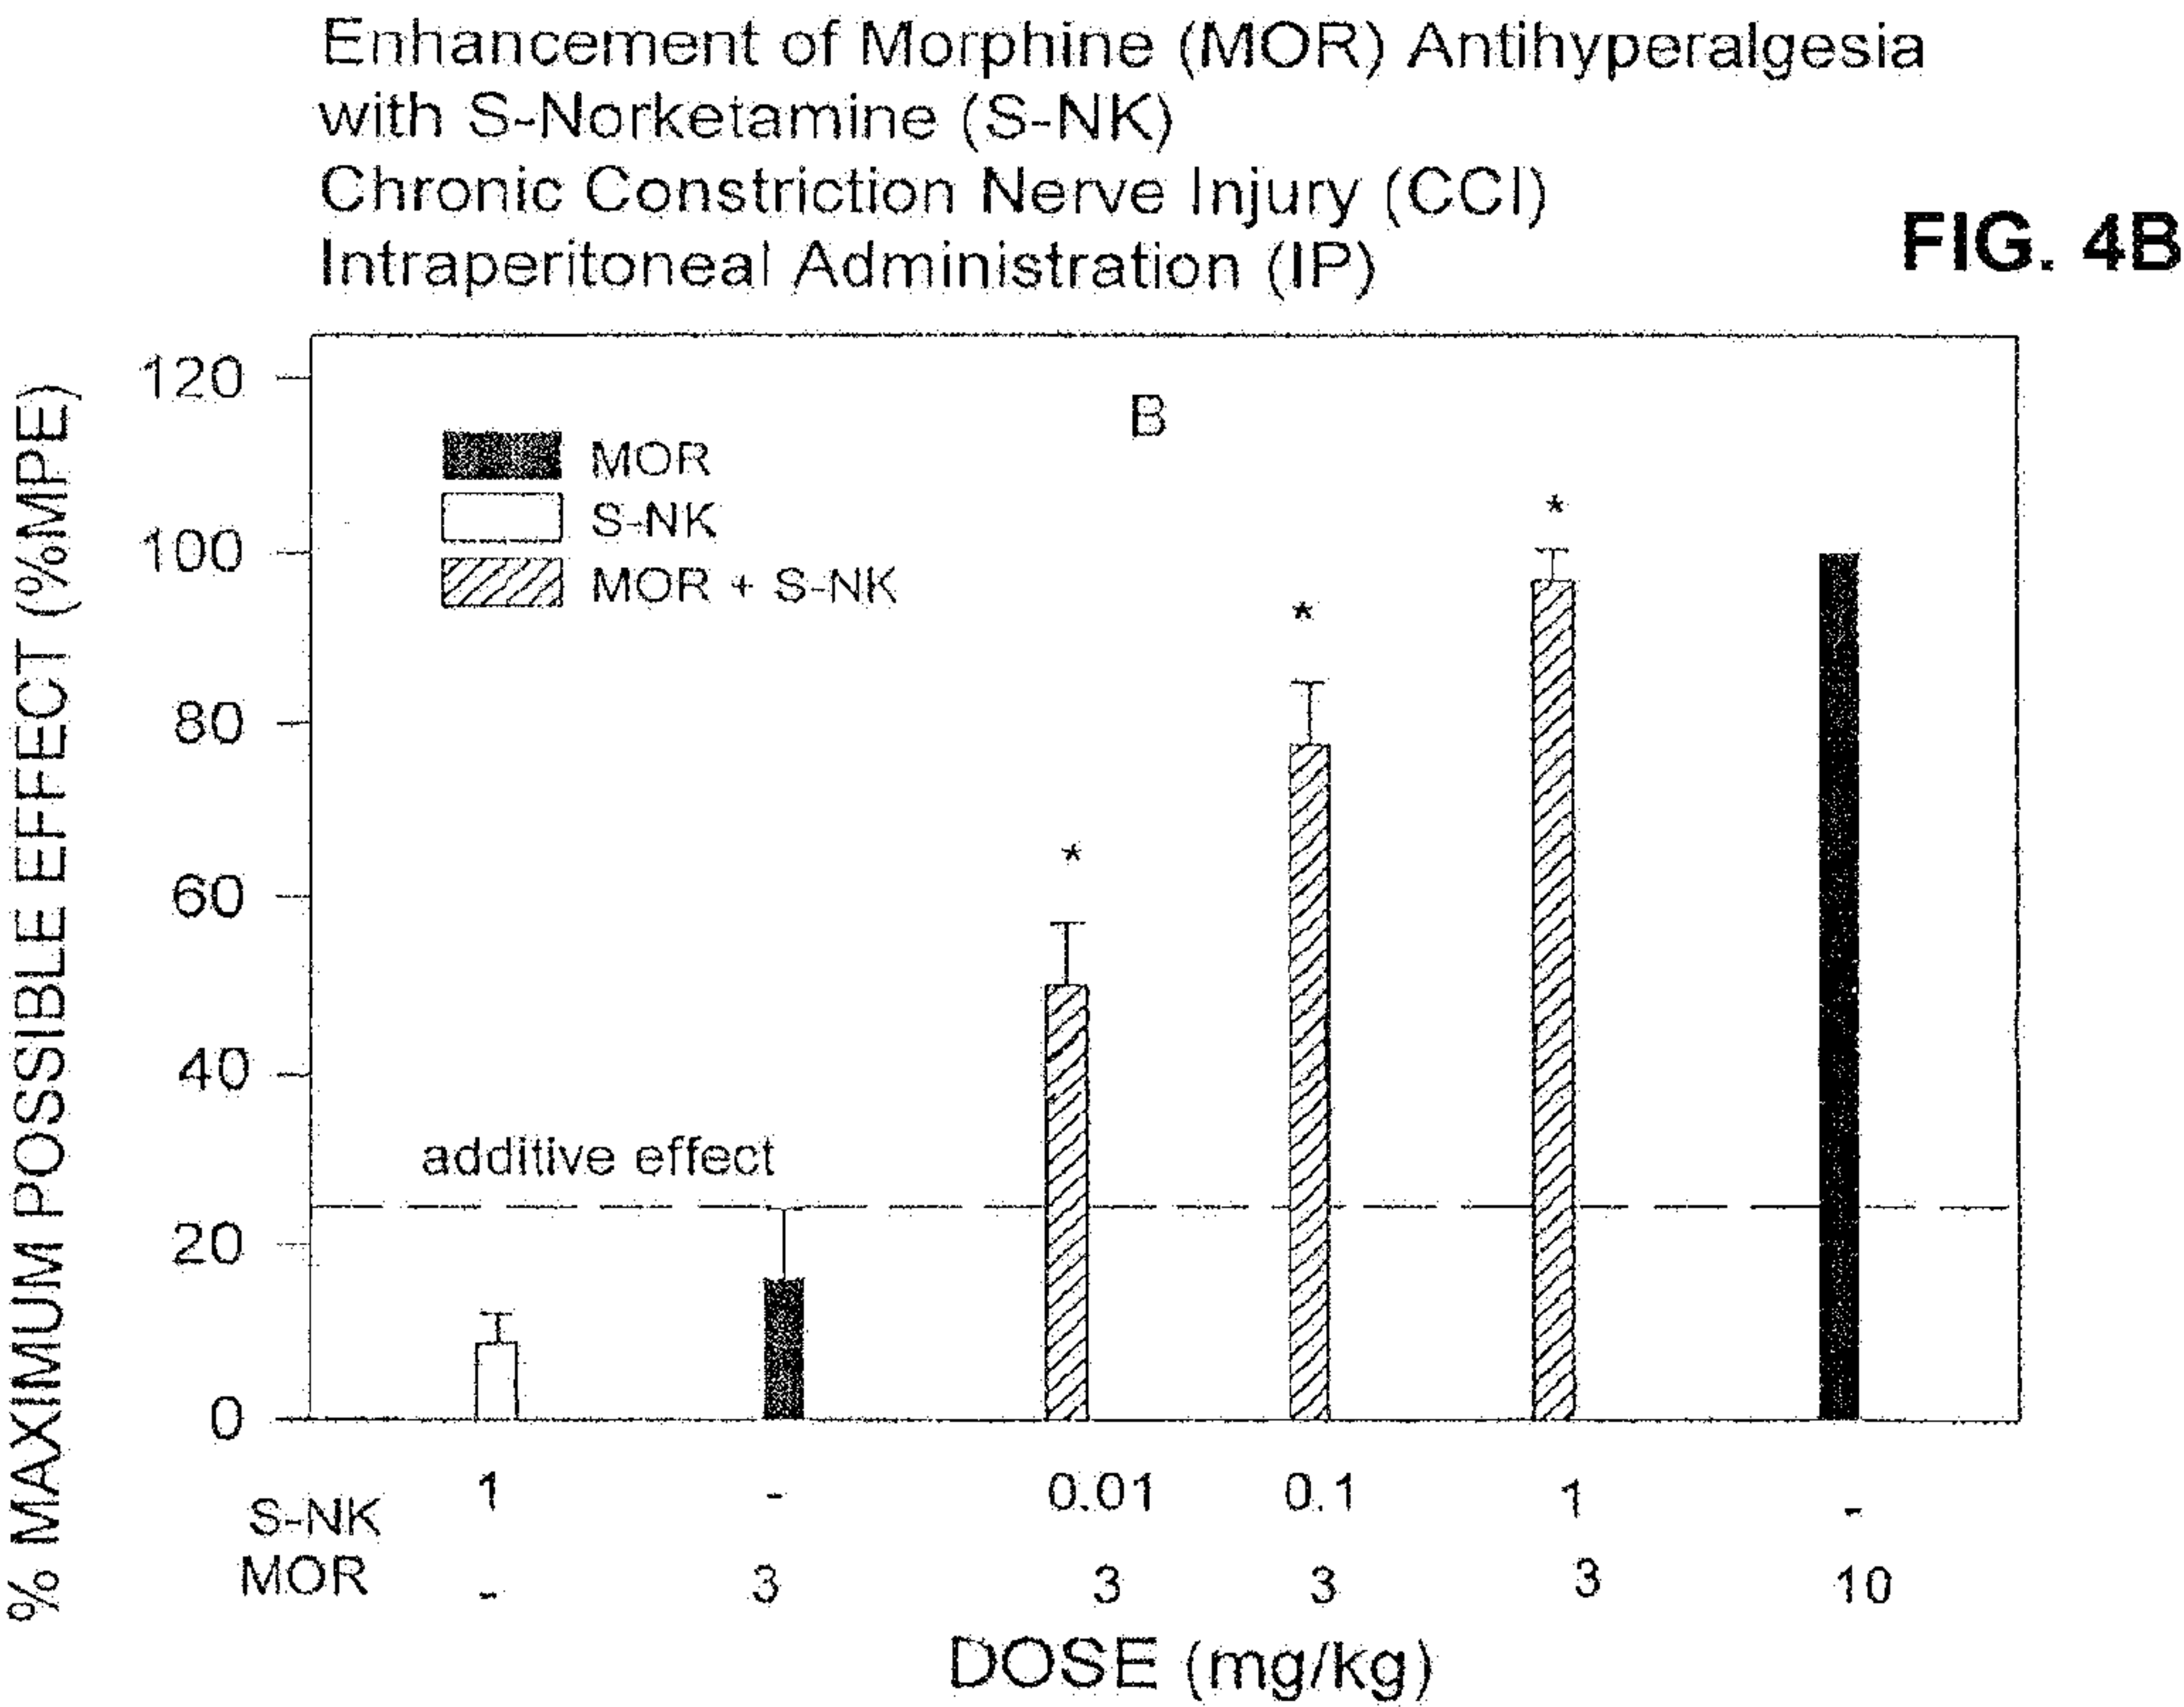 Enhancement of Morphine (MOR) Antihyperalgesia
with S-Norketamine (S-NK)
Chronic Constriction Nerve Injury (CCI)
Intraperitoneal Administration (IP)
FIG. 4B
% MAXIMUM POSSIBLE EFFECT (%MPE)
120
100
80
60
40
20
0
B
MOR
S-NK
MOR + S-NK
*
*
*
additive effect
S-NK 1 - 0.01 0.1 1 -
MOR - 3 3 3 3 10
DOSE (mg/kg)